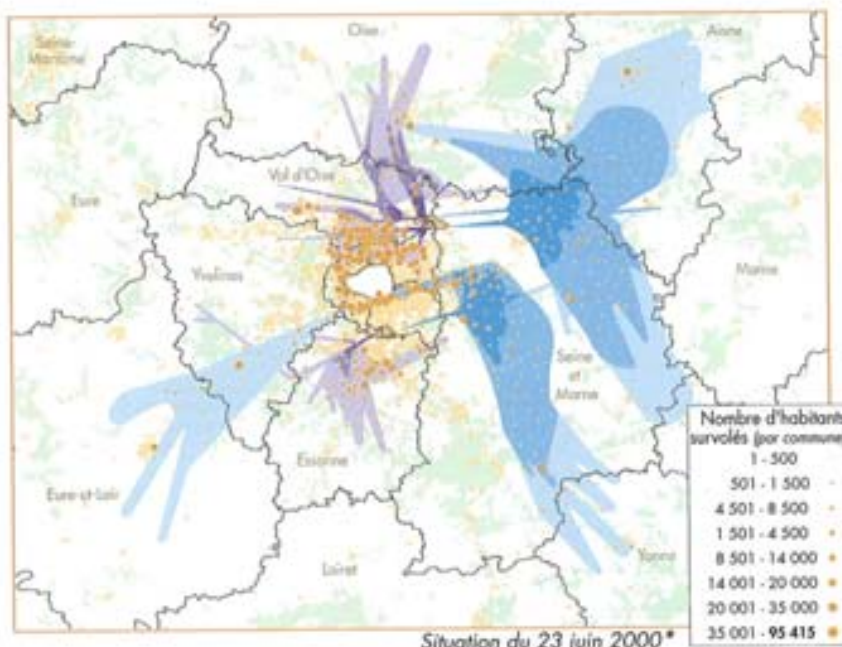 Seine-
Maritime
Oise
Aisne
Val d'Oise
Eure
Yvelines
Marne
Seine
et
Marne
Essonne
Eure-et-Loir
Loiret
Yonne
Nombre d'habitants
survolés (par commune)
1 - 500
501 - 1 500
4 501 - 8 500
1 501 - 4 500
8 501 - 14 000
14 001 - 20 000
20 001 - 35 000
35 001 - 95 415
Situation du 23 juin 2000*